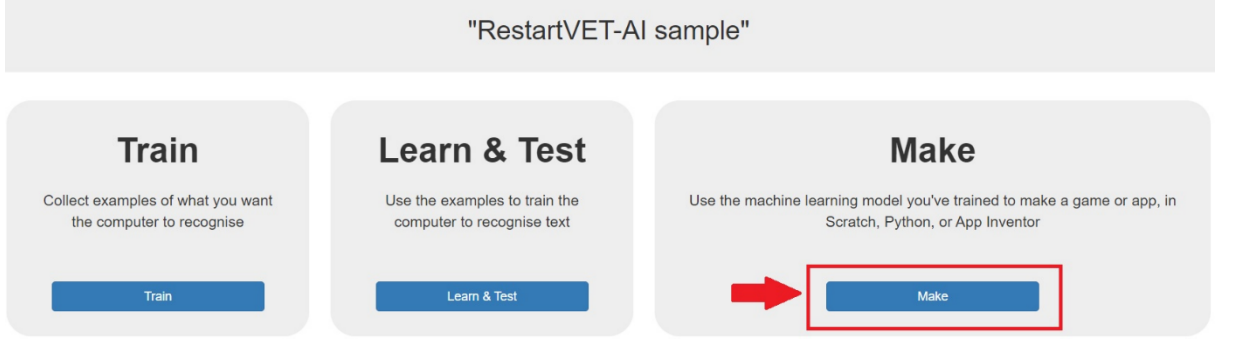 "RestartVET-AI sample"
Train
Collect examples of what you want
the computer to recognise
Train
Learn & Test
Use the examples to train the
computer to recognise text
Learn & Test
Make
Use the machine learning model you've trained to make a game or app, in
Scratch, Python, or App Inventor
Make